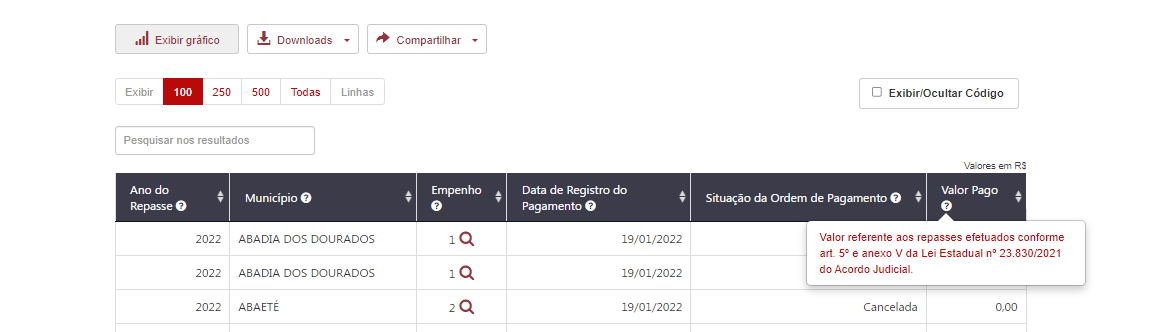 Exibir gráfico Downloads Compartilhar
Exibir 100 250 500 Todas Linhas
Exibir/Ocultar Código
Pesquisar nos resultados
Valores em R$
Ano do
Repasse ?
Município ?
Empenho
?
Data de Registro do
Pagamento ?
Situação da Ordem de Pagamento ?
Valor Pago
?
Valor referente aos repasses efetuados conforme
art. 5º e anexo V da Lei Estadual nº 23.830/2021
do Acordo Judicial.
2022 ABADIA DOS DOURADOS 1 19/01/2022
2022 ABADIA DOS DOURADOS 1 19/01/2022
2022 ABAETÉ 2 19/01/2022 Cancelada 0,00